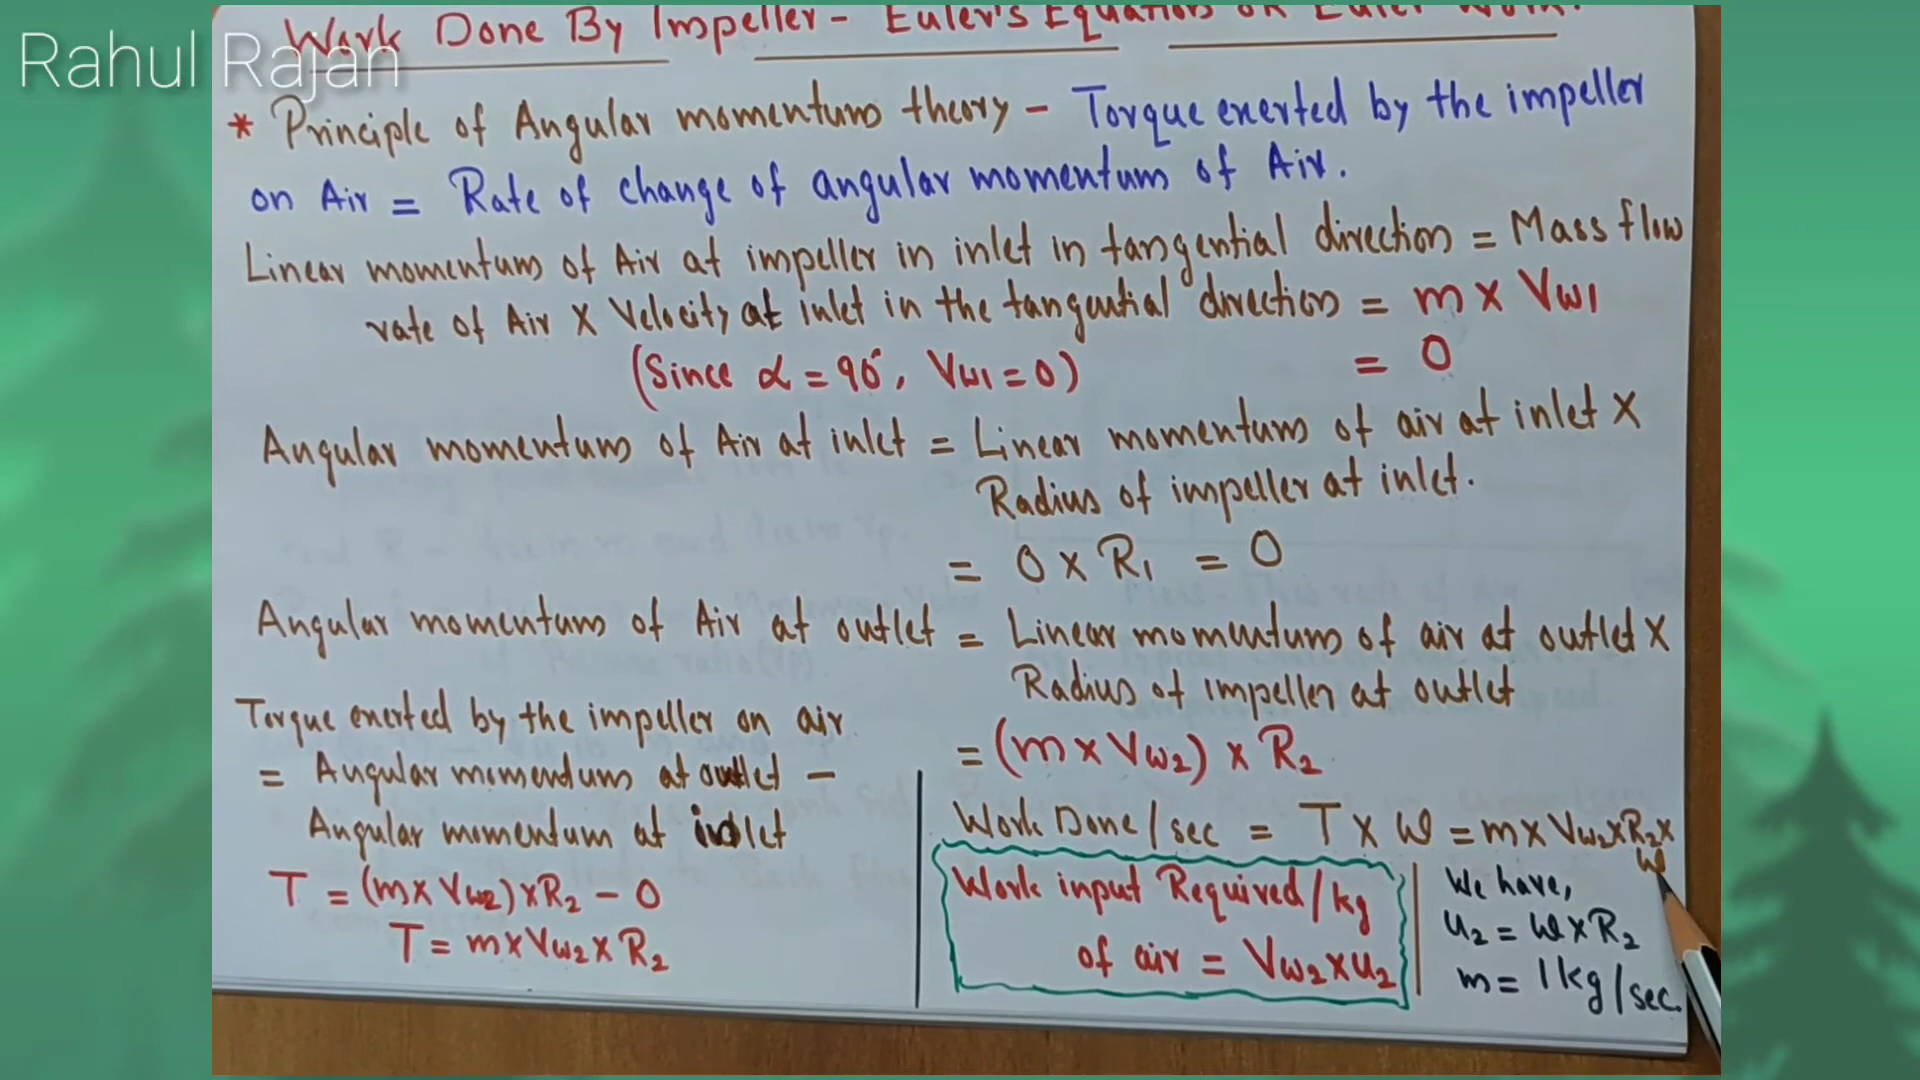 Rahul Rajan
Work Done By Impeller - Euler's Equation or Euler Work.
* Principle of Angular momentum theory - Torque exerted by the impeller
on Air = Rate of change of angular momentum of Air.
Linear momentum of Air at impeller in inlet in tangential direction = Mass flow
rate of Air X Velocity at inlet in the tangential direction = m x Vw1
(Since α = 90°, Vw1 = 0) = 0
Angular momentum of Air at inlet = Linear momentum of air at inlet X
Radius of impeller at inlet.
= 0 x R1 = 0
Angular momentum of Air at outlet = Linear momentum of air at outlet X
Radius of impeller at outlet
= (m x Vw2) x R2
Torque exerted by the impeller on air
= Angular momentum at outlet -
Angular momentum at inlet
T = (m x Vw2) x R2 - 0
T = m x Vw2 x R2
Work Done / sec = T x ω = m x Vw2 x R2 x
ω
Work input Required / kg
of air = Vw2 x u2
We have,
u2 = ω x R2
m = 1 kg / sec.